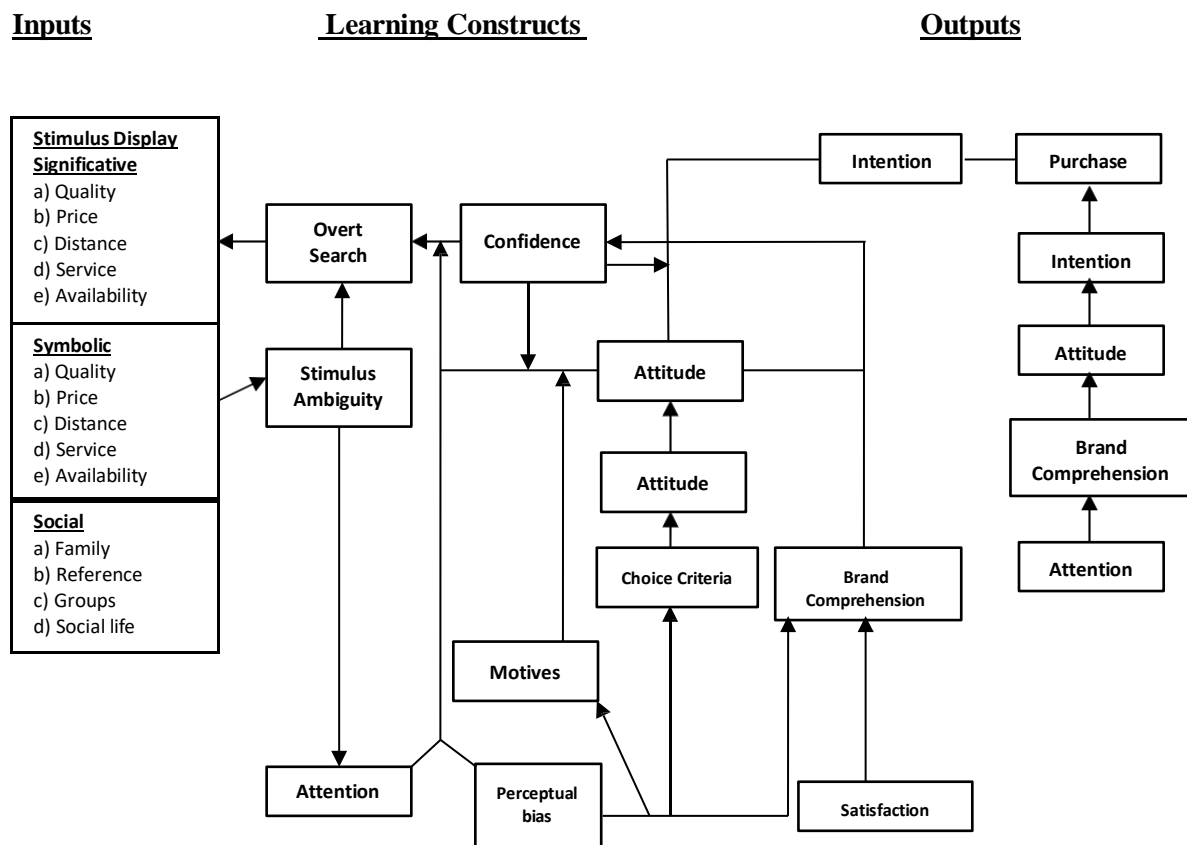 Inputs
Learning Constructs
Outputs
Stimulus Display
Significative
a) Quality
b) Price
c) Distance
d) Service
e) Availability
Symbolic
a) Quality
b) Price
c) Distance
d) Service
e) Availability
Social
a) Family
b) Reference
c) Groups
d) Social life
Overt
Search
Stimulus
Ambiguity
Attention
Confidence
Motives
Perceptual
bias
Intention
Attitude
Attitude
Choice Criteria
Brand
Comprehension
Satisfaction
Purchase
Intention
Attitude
Brand
Comprehension
Attention